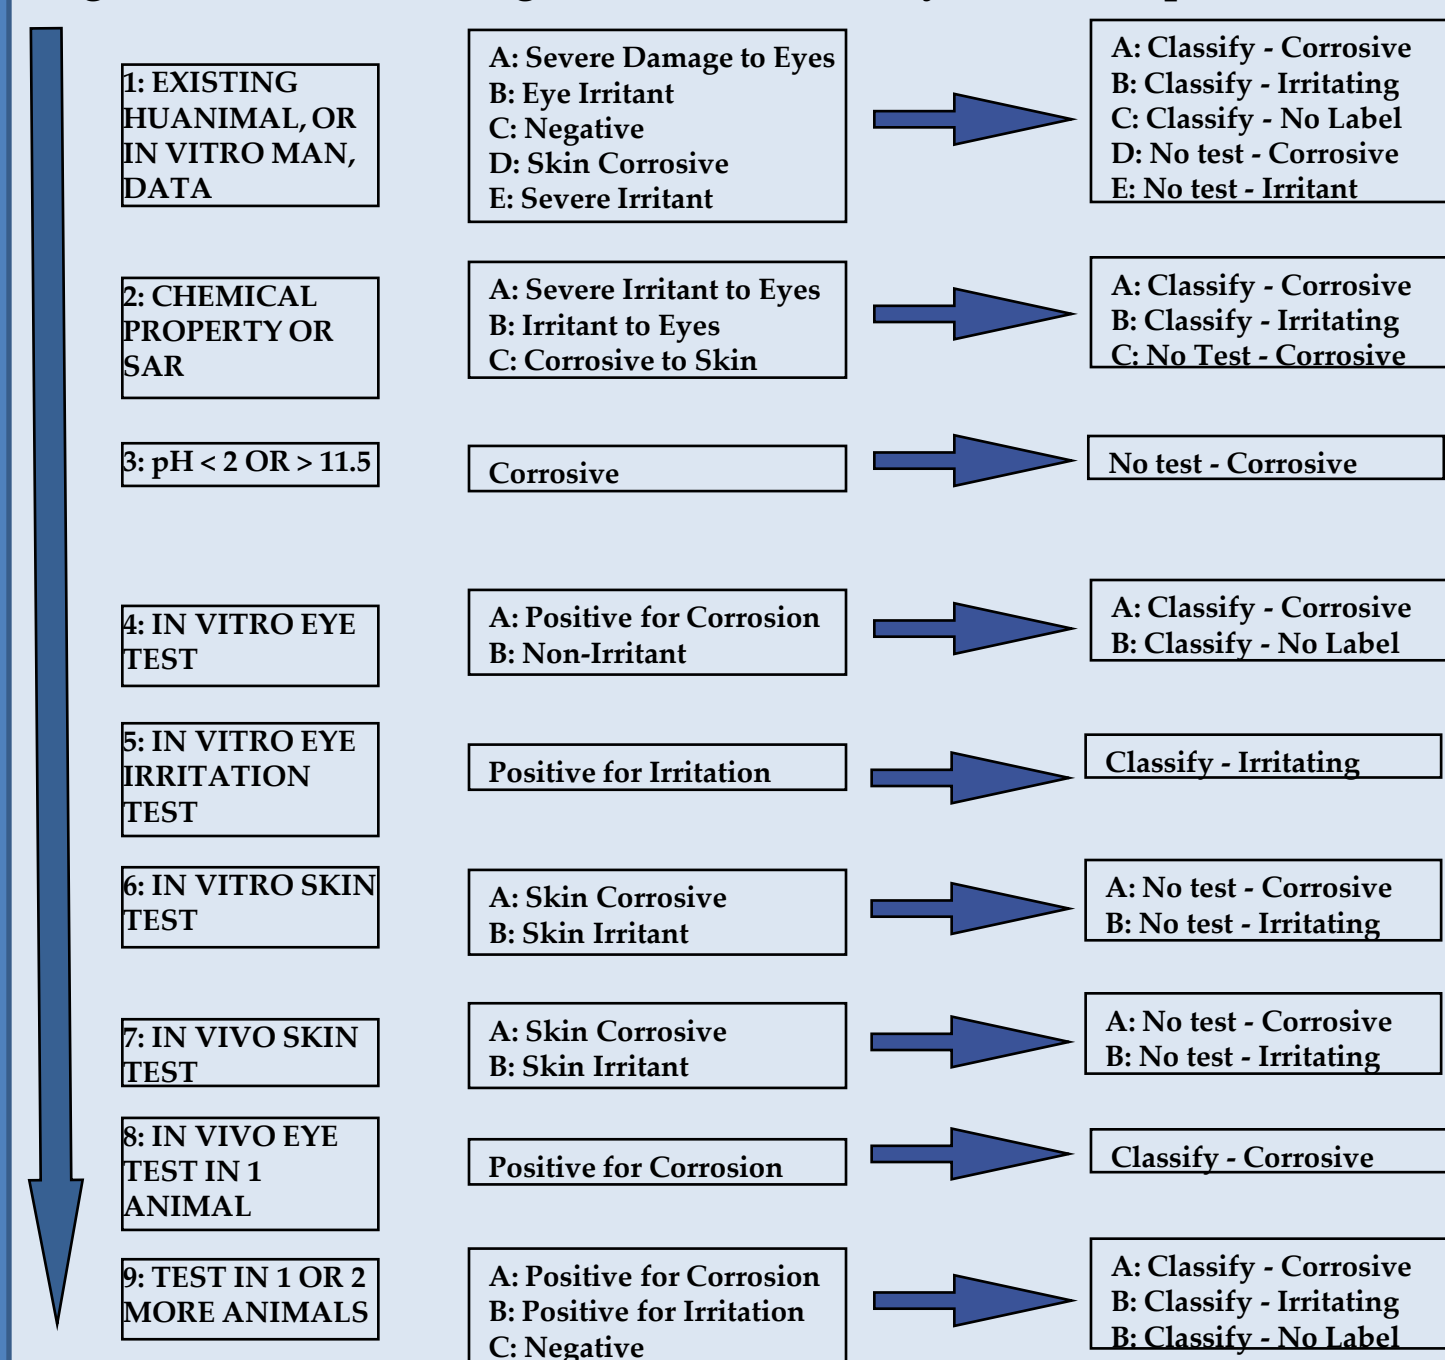 1: EXISTING
HUANIMAL, OR
IN VITRO MAN,
DATA
A: Severe Damage to Eyes
B: Eye Irritant
C: Negative
D: Skin Corrosive
E: Severe Irritant
A: Classify - Corrosive
B: Classify - Irritating
C: Classify - No Label
D: No test - Corrosive
E: No test - Irritant
2: CHEMICAL
PROPERTY OR
SAR
A: Severe Irritant to Eyes
B: Irritant to Eyes
C: Corrosive to Skin
A: Classify - Corrosive
B: Classify - Irritating
C: No Test - Corrosive
3: pH < 2 OR > 11.5
Corrosive
No test - Corrosive
4: IN VITRO EYE
TEST
A: Positive for Corrosion
B: Non-Irritant
A: Classify - Corrosive
B: Classify - No Label
5: IN VITRO EYE
IRRITATION
TEST
Positive for Irritation
Classify - Irritating
6: IN VITRO SKIN
TEST
A: Skin Corrosive
B: Skin Irritant
A: No test - Corrosive
B: No test - Irritating
7: IN VIVO SKIN
TEST
A: Skin Corrosive
B: Skin Irritant
A: No test - Corrosive
B: No test - Irritating
8: IN VIVO EYE
TEST IN 1
ANIMAL
Positive for Corrosion
Classify - Corrosive
9: TEST IN 1 OR 2
MORE ANIMALS
A: Positive for Corrosion
B: Positive for Irritation
C: Negative
A: Classify - Corrosive
B: Classify - Irritating
B: Classify - No Label